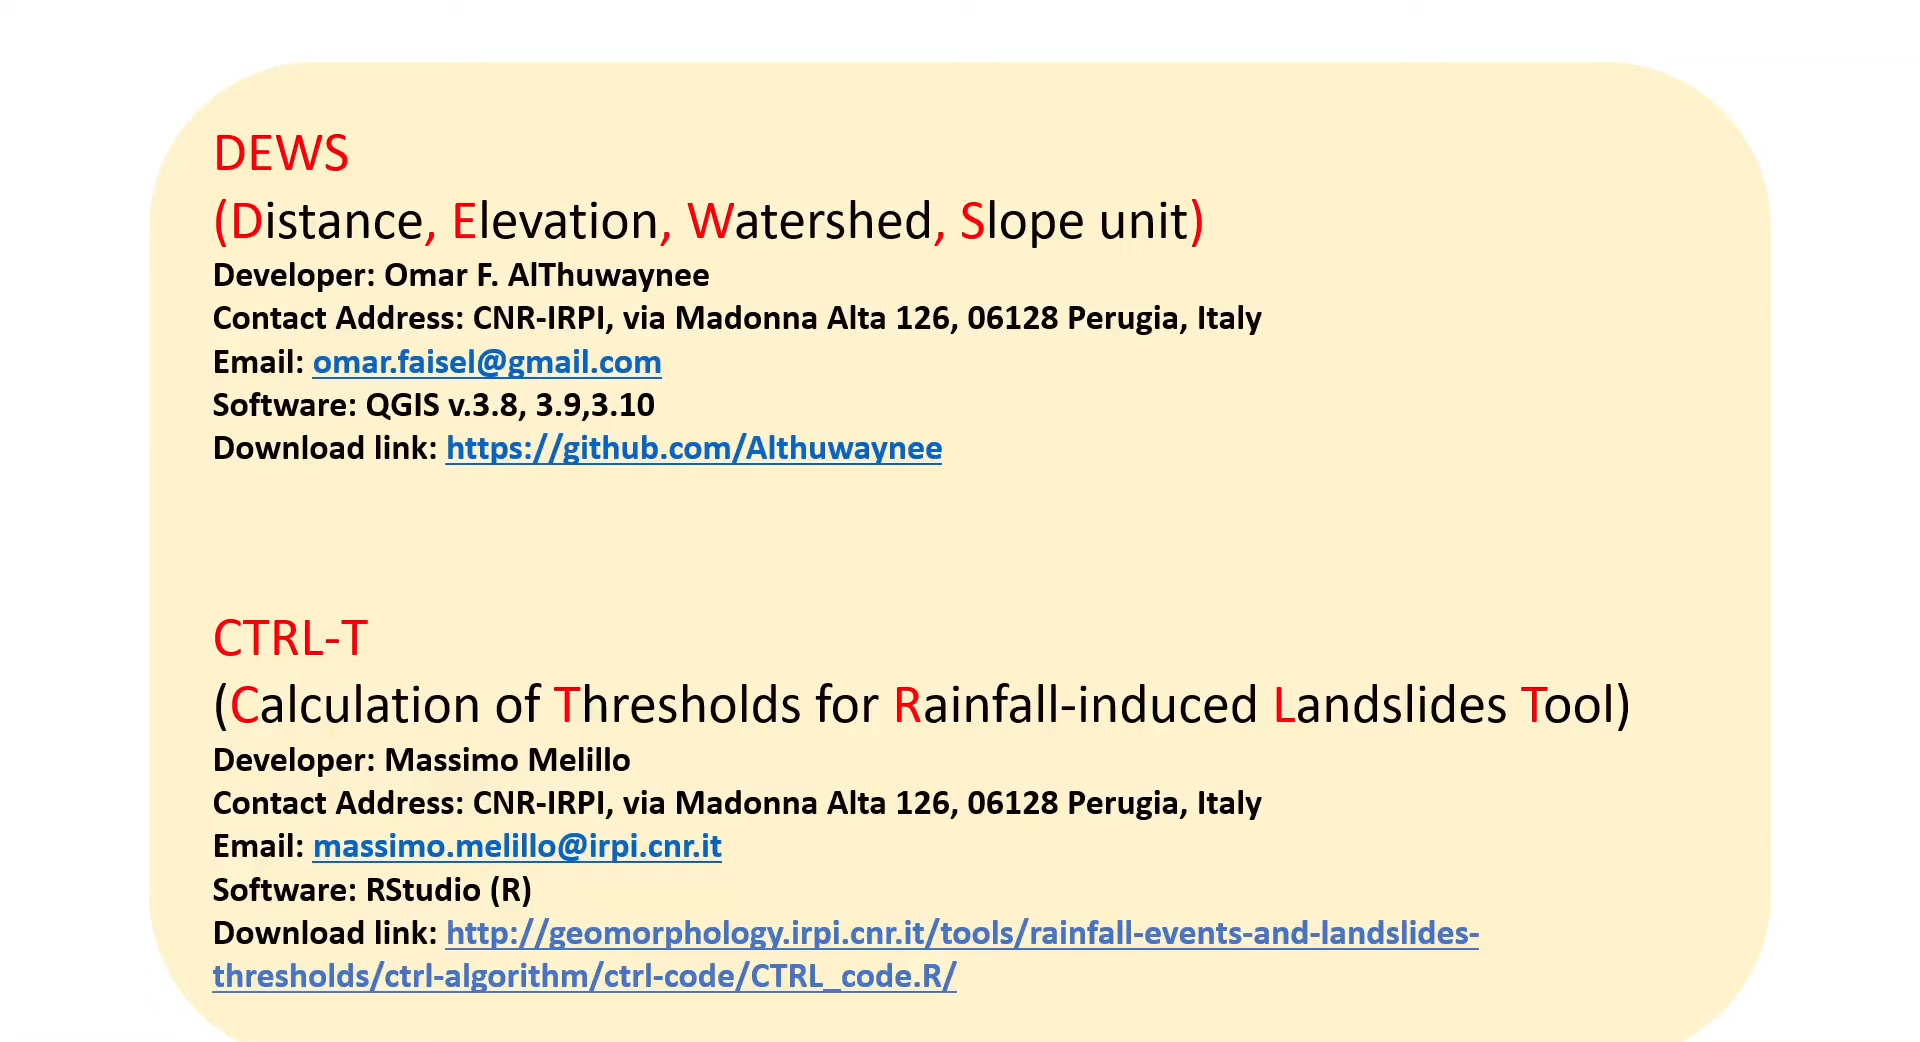 DEWS
(Distance, Elevation, Watershed, Slope unit)
Developer: Omar F. AlThuwaynee
Contact Address: CNR-IRPI, via Madonna Alta 126, 06128 Perugia, Italy
Email: omar.faisel@gmail.com
Software: QGIS v.3.8, 3.9,3.10
Download link: https://github.com/Althuwaynee
CTRL-T
(Calculation of Thresholds for Rainfall-induced Landslides Tool)
Developer: Massimo Melillo
Contact Address: CNR-IRPI, via Madonna Alta 126, 06128 Perugia, Italy
Email: massimo.melillo@irpi.cnr.it
Software: RStudio (R)
Download link: http://geomorphology.irpi.cnr.it/tools/rainfall-events-and-landslides-
thresholds/ctrl-algorithm/ctrl-code/CTRL_code.R/